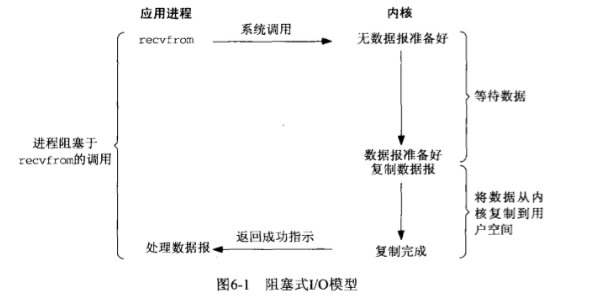 应用进程
内核
recvfrom
系统调用
无数据报准备好
等待数据
进程阻塞于
recvfrom的调用
数据报准备好
复制数据报
将数据从内
核复制到用
户空间
处理数据报
返回成功指示
复制完成
图6-1 阻塞式I/O模型